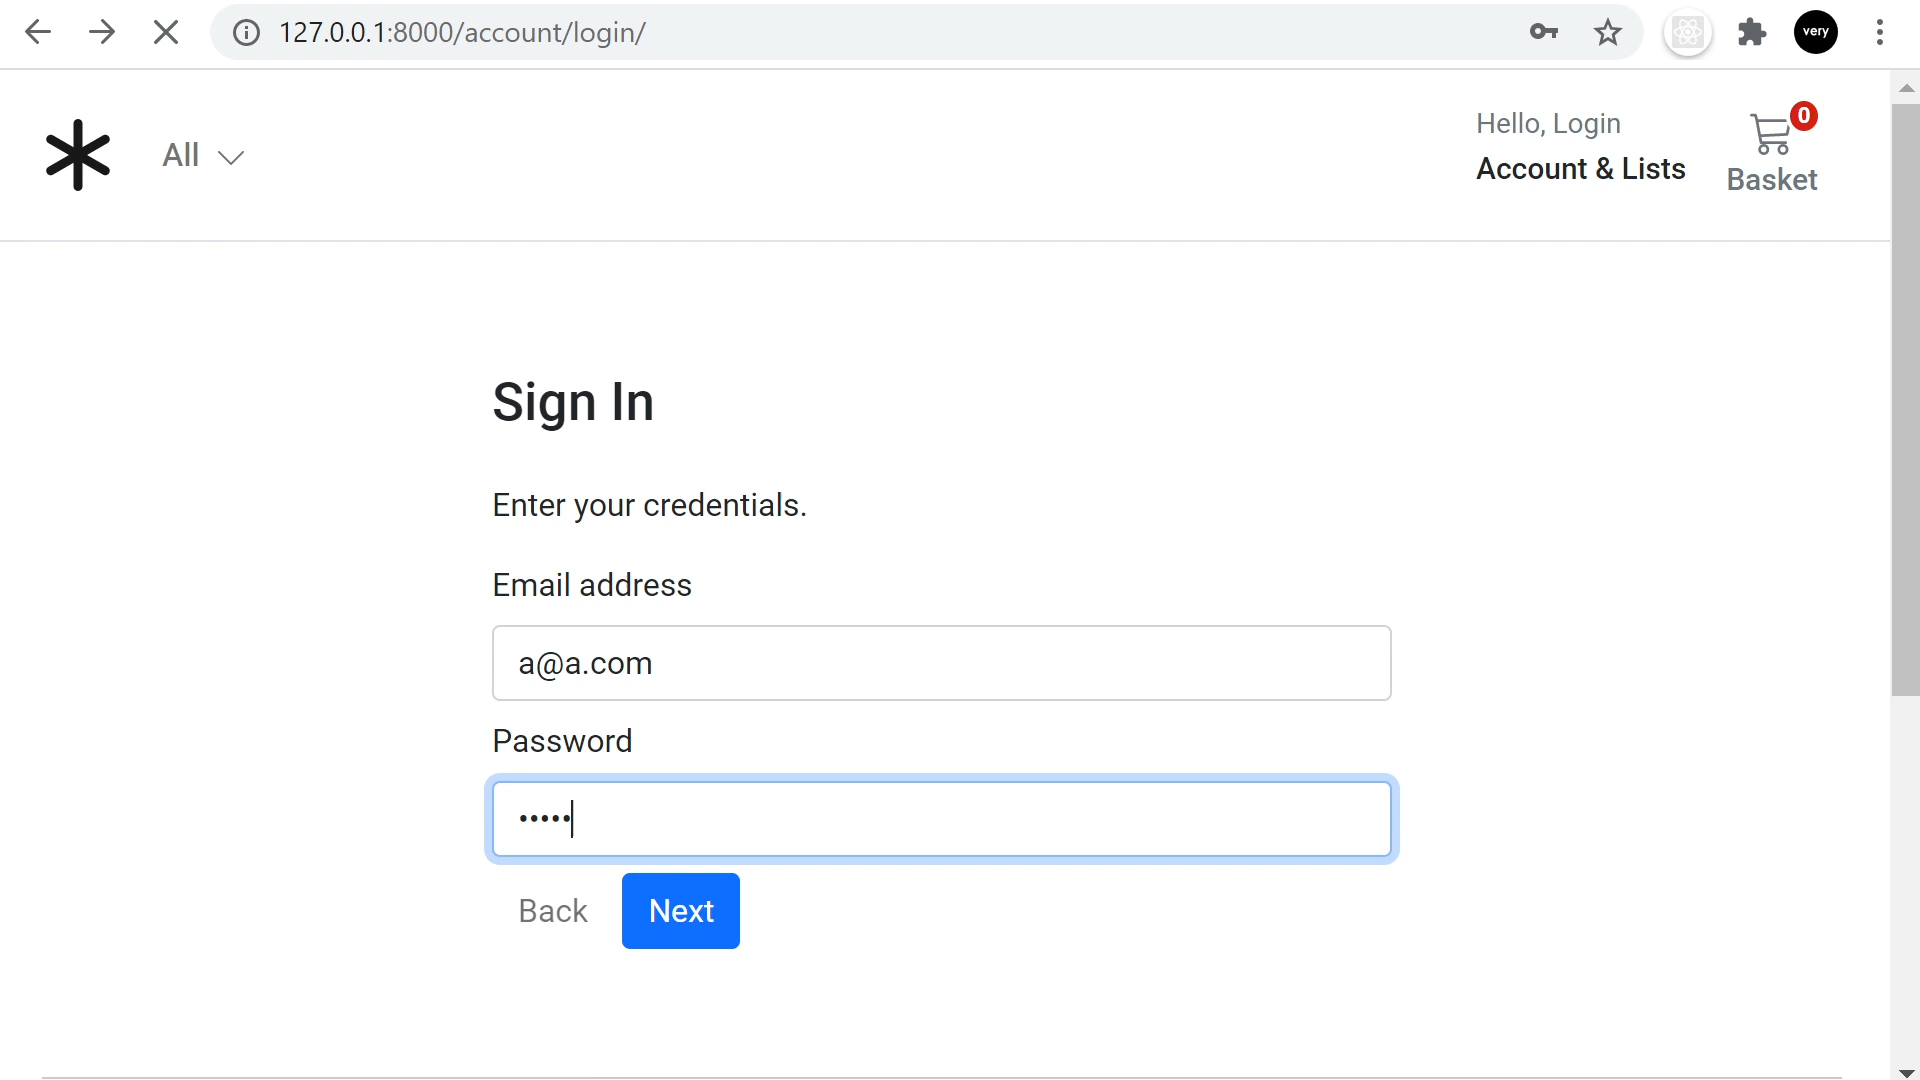 127.0.0.1:8000/account/login/
very
All
Hello, Login
Account & Lists
0
Basket
Sign In
Enter your credentials.
Email address
a@a.com
Password
•••••
Back
Next